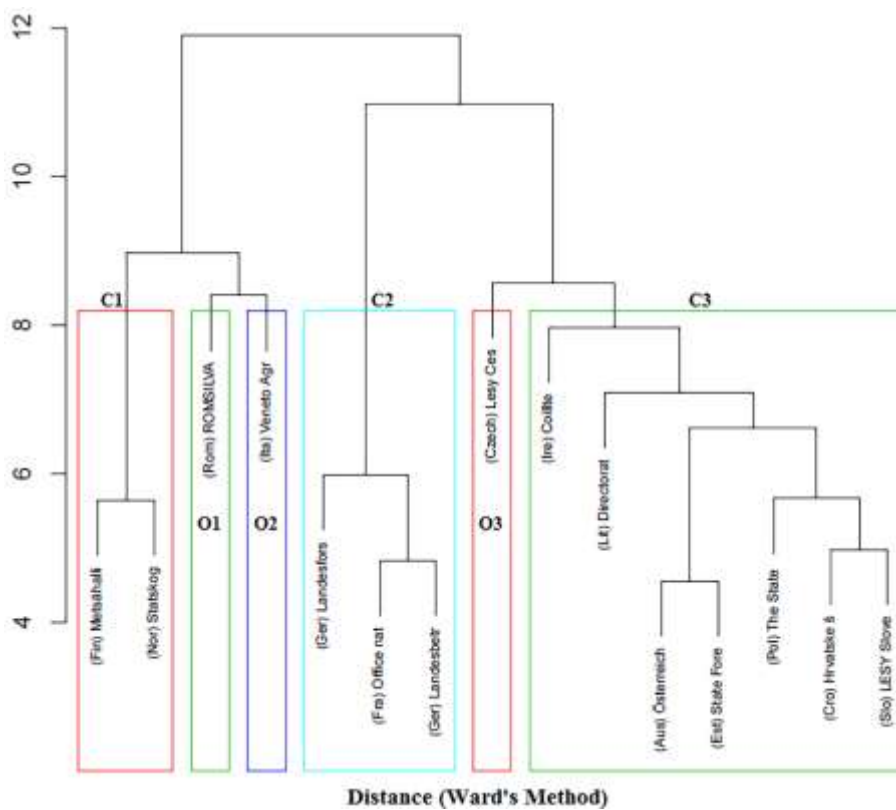 12
10
8
6
4
C1
C2
C3
O1
O2
O3
(Fin) Metsahalli
(Nor) Statskog
(Rom) ROMSILVA
(Ita) Veneto Agr
(Ger) Landesfors
(Fra) Office nat
(Ger) Landesbetr
(Czech) Lesy Ces
(Ire) Coillte
(Lit) Directorat
(Aus) Österreich
(Est) State Fore
(Pol) The State
(Cro) Hrvatske š
(Slo) LESY Slove
Distance (Ward's Method)